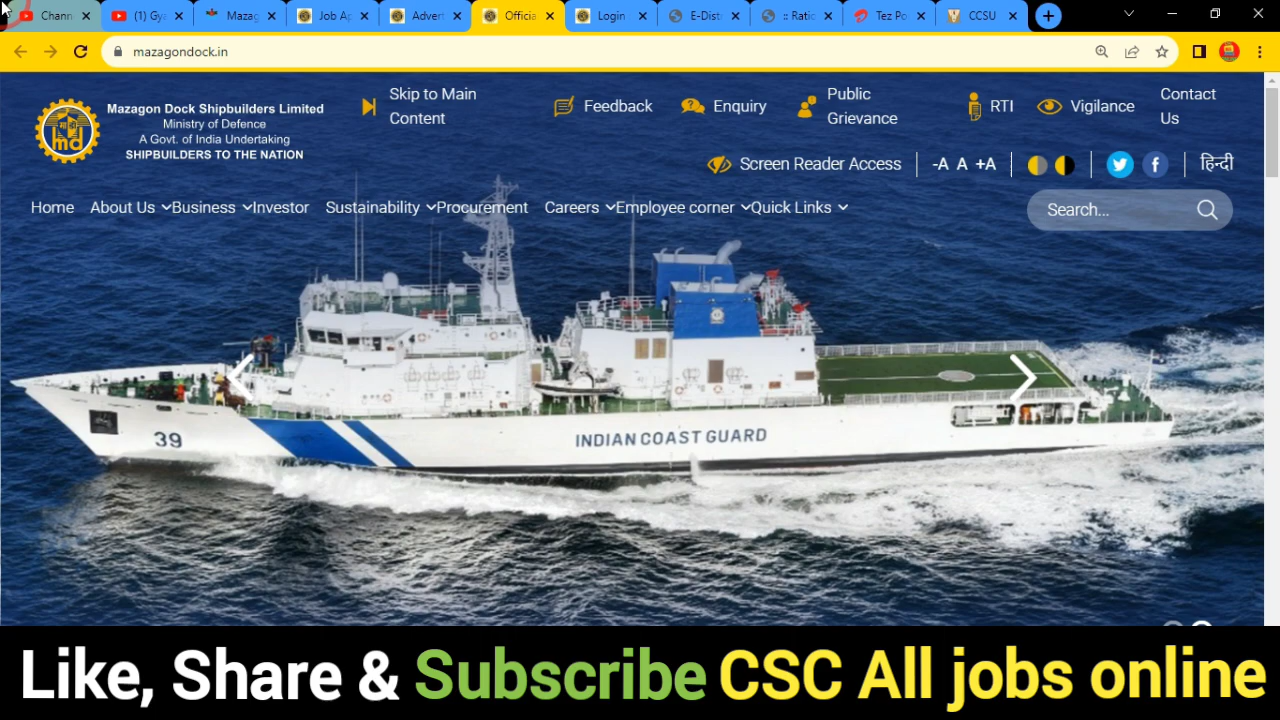 Chann
(1) Gya
Mazag
Job Ap
Advert
Officia
Login
E-Dist
:: Ratio
Tez Po
CCSU
mazagondock.in
Mazagon Dock Shipbuilders Limited
Ministry of Defence
A Govt. of India Undertaking
SHIPBUILDERS TO THE NATION
Skip to Main
Content
Feedback
Enquiry
Public
Grievance
RTI
Vigilance
Contact
Us
Screen Reader Access
-A A +A
हिन्दी
Home About Us Business Investor Sustainability Procurement Careers Employee corner Quick Links
Search...
39
INDIAN COAST GUARD
Like, Share & Subscribe CSC All jobs online